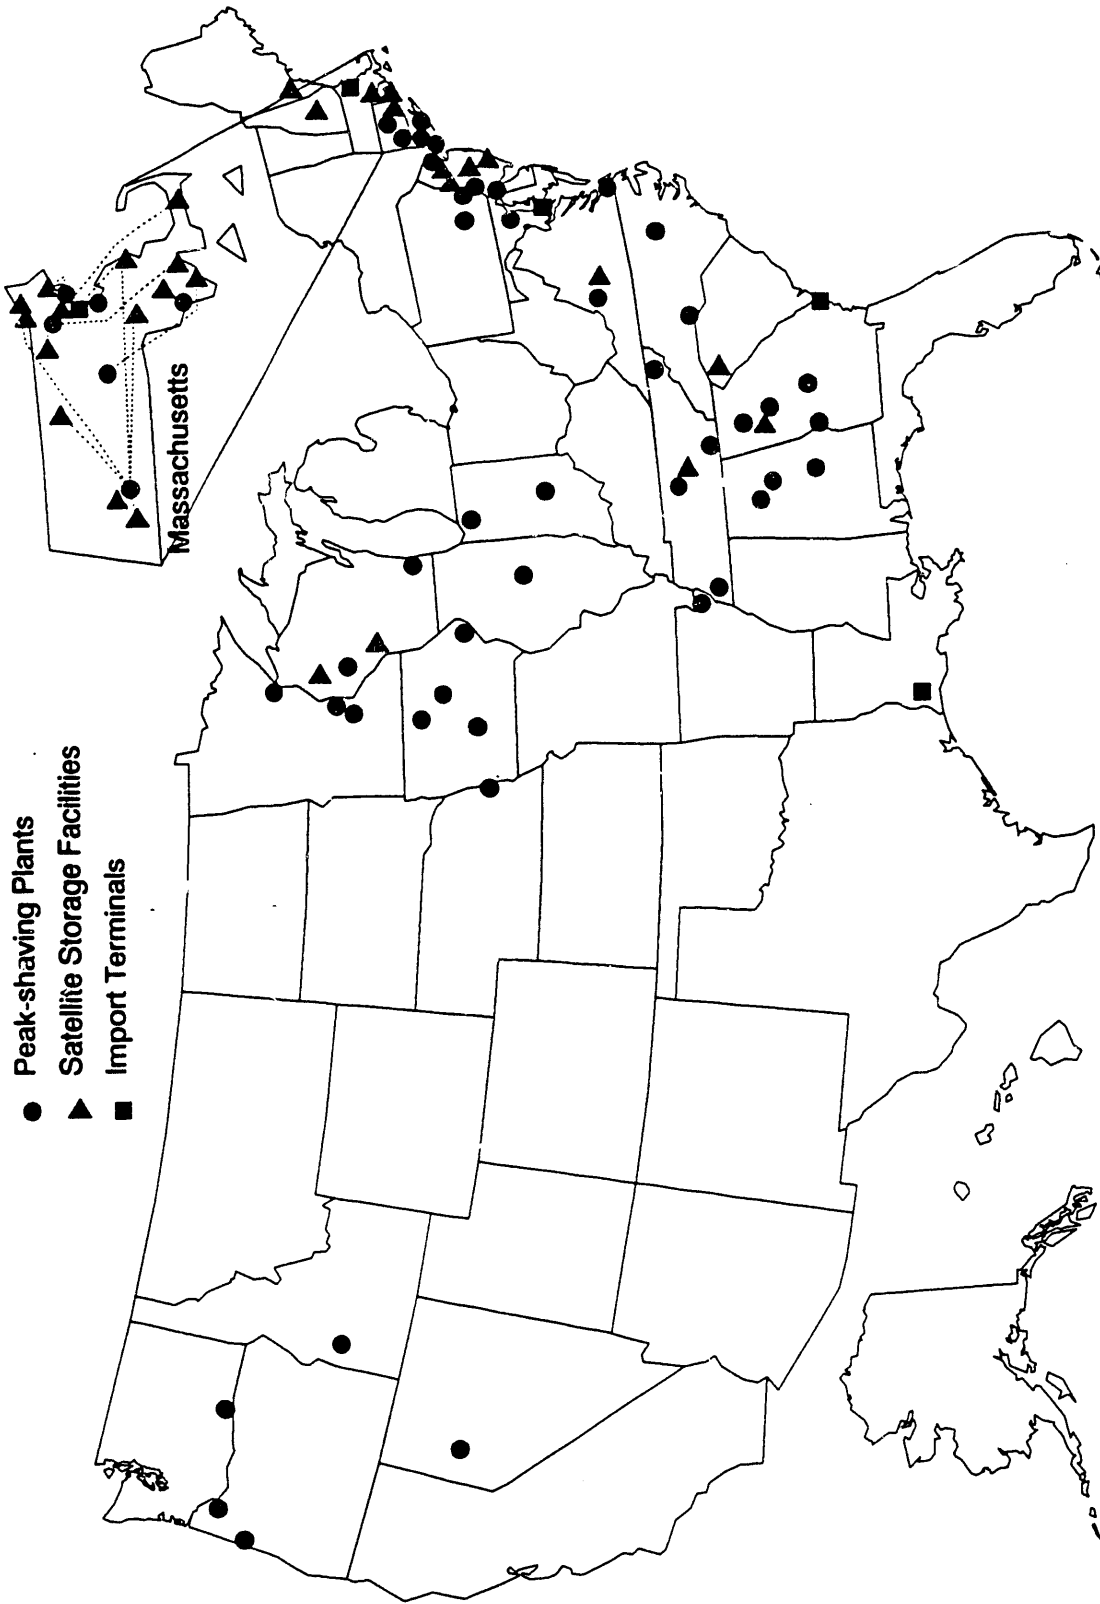 Peak-shaving Plants
Satellite Storage Facilities
Import Terminals
Massachusetts